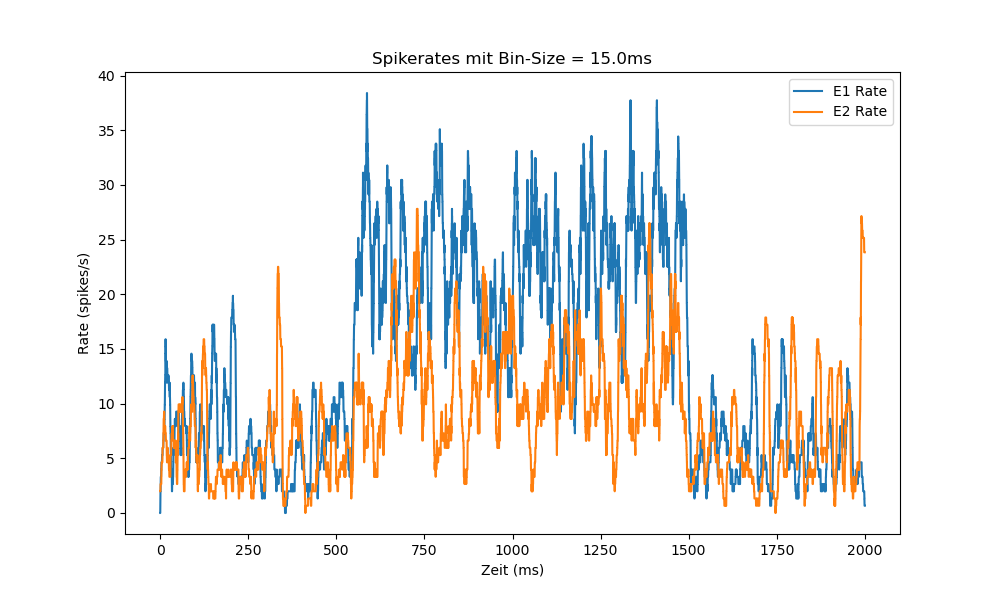 Spikerates mit Bin-Size = 15.0ms
E1 Rate
E2 Rate
40
35
30
25
20
15
10
5
0
Rate (spikes/s)
0 250 500 750 1000 1250 1500 1750 2000
Zeit (ms)